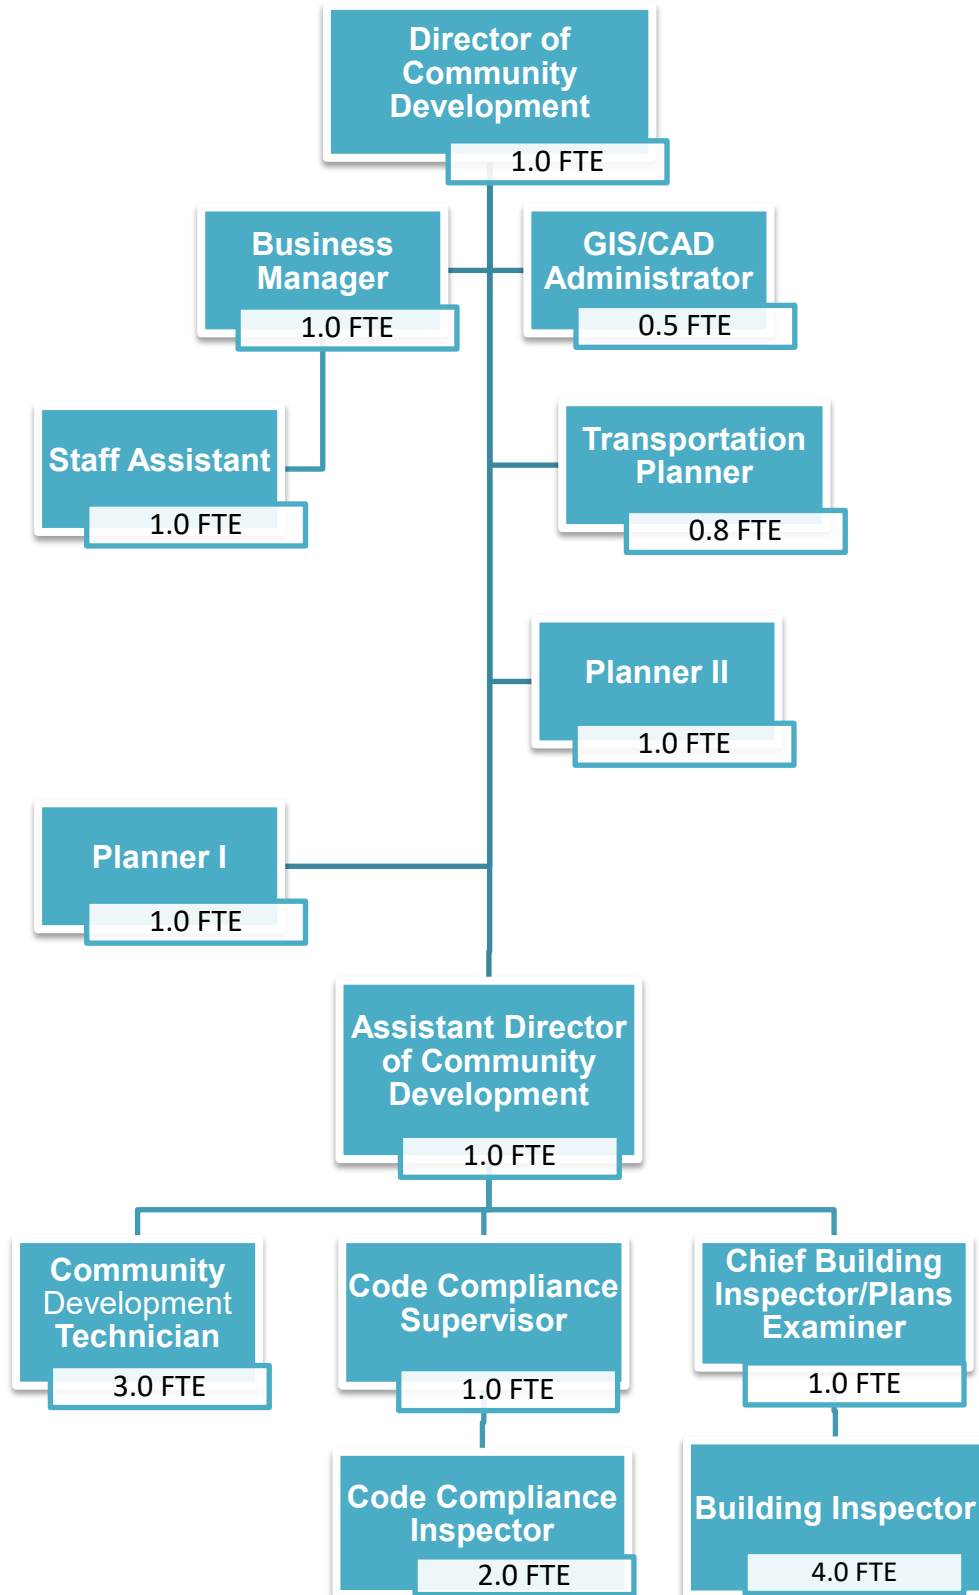 Director of
Community
Development
1.0 FTE
Business
Manager
1.0 FTE
GIS/CAD
Administrator
0.5 FTE
Staff Assistant
1.0 FTE
Transportation
Planner
0.8 FTE
Planner II
1.0 FTE
Planner I
1.0 FTE
Assistant Director
of Community
Development
1.0 FTE
Community
Development
Technician
3.0 FTE
Code Compliance
Supervisor
1.0 FTE
Chief Building
Inspector/Plans
Examiner
1.0 FTE
Code Compliance
Inspector
2.0 FTE
Building Inspector
4.0 FTE